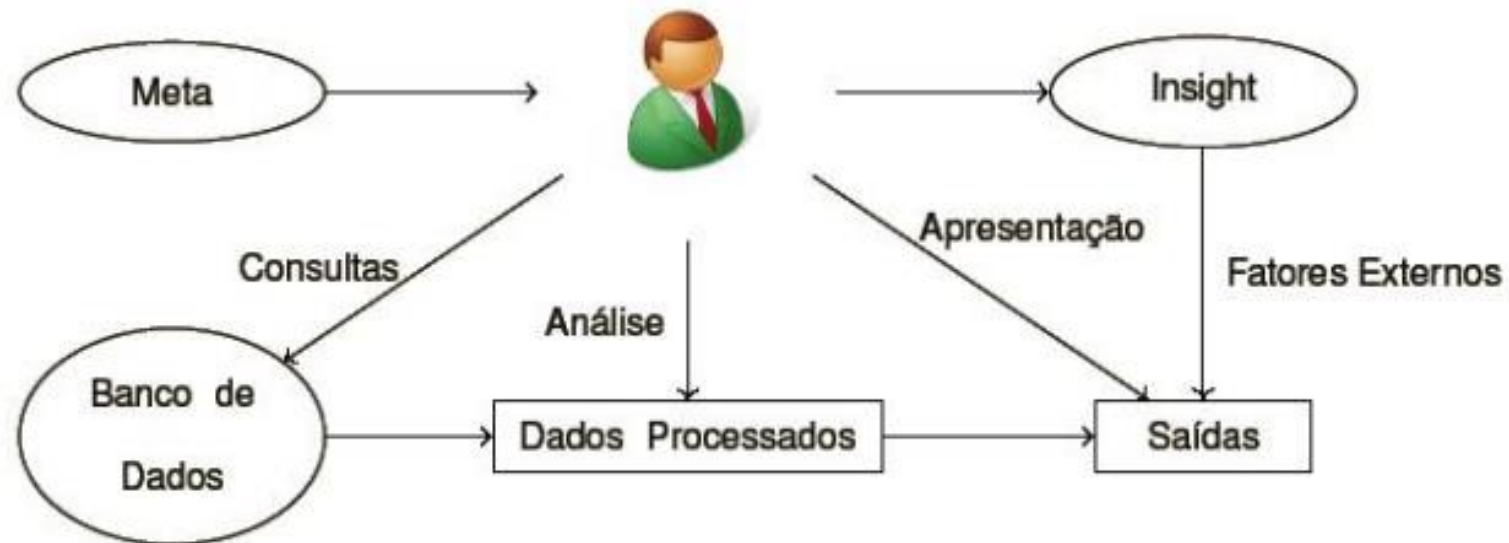 Meta
Insight
Apresentação
Consultas
Fatores Externos
Análise
Banco de
Dados
Dados Processados
Saídas